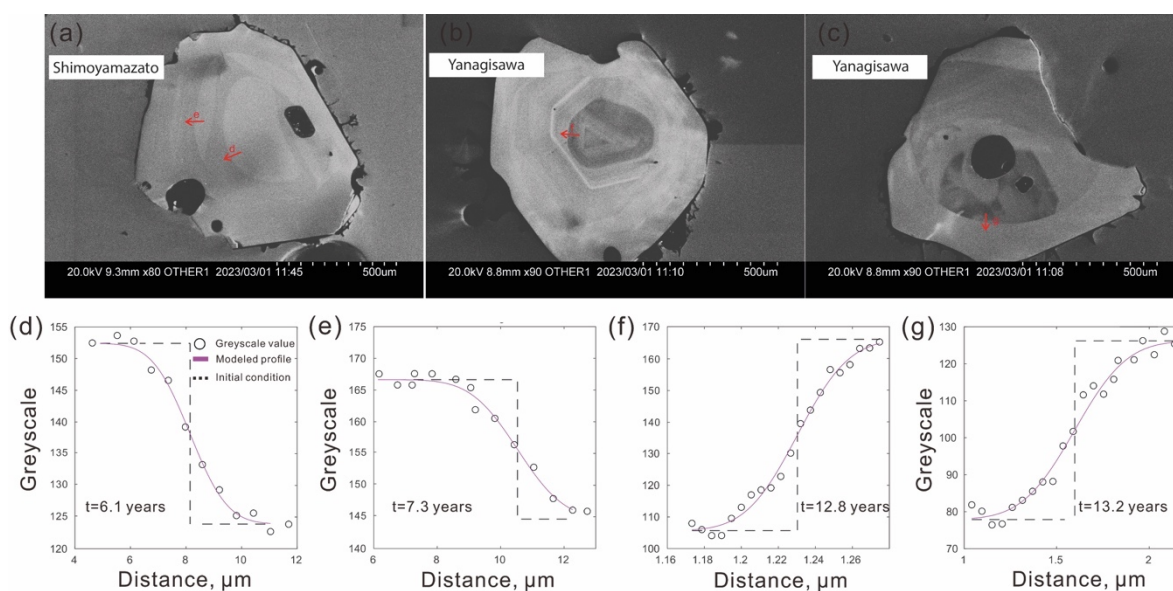 (a)
Shimoyamazato
e
d
20.0kV 9.3mm x80 OTHER1 2023/03/01 11:45 500um
(b)
Yanagisawa
20.0kV 8.8mm x90 OTHER1 2023/03/01 11:10 500um
(c)
Yanagisawa
20.0kV 8.8mm x90 OTHER1 2023/03/01 11:08 500um
(d)
Greyscale
155
150
145
140
135
130
125
120
Greyscale value
Modeled profile
Initial condition
t=6.1 years
4 6 8 10 12
Distance, μm
(e)
Greyscale
175
170
165
160
155
150
145
140
t=7.3 years
6 8 10 12
Distance, μm
(f)
Greyscale
170
160
150
140
130
120
110
100
t=12.8 years
1.16 1.18 1.2 1.22 1.24 1.26
Distance, μm
(g)
Greyscale
130
120
110
100
90
80
70
t=13.2 years
1 1.5 2
Distance, μm